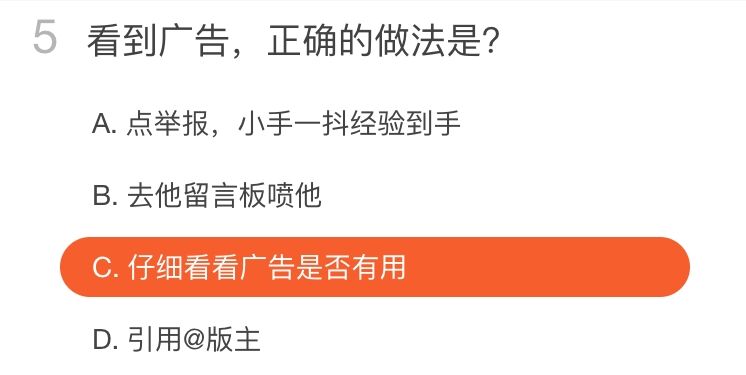 5 看到广告，正确的做法是?
A. 点举报，小手一抖经验到手
B. 去他留言板喷他
C. 仔细看看广告是否有用
D. 引用@版主